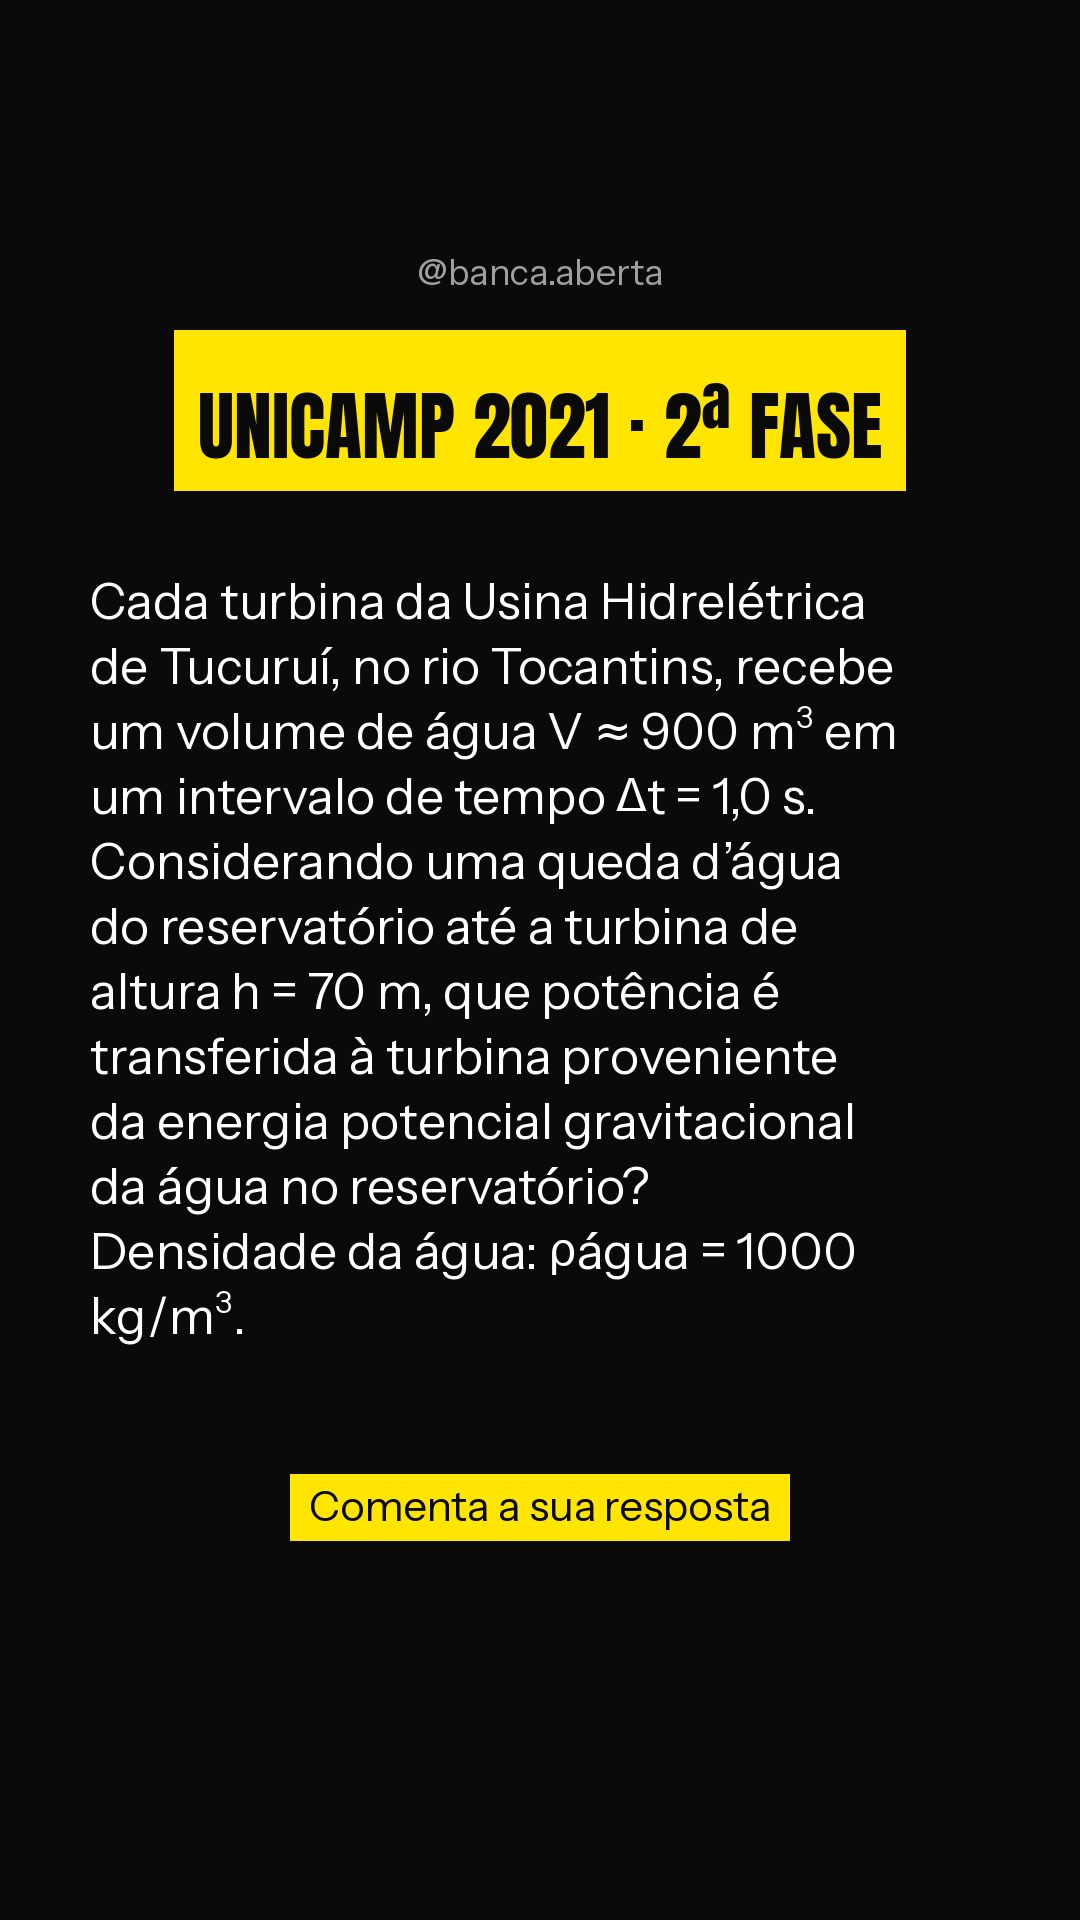 @banca.aberta
UNICAMP 2021 · 2ª FASE
Cada turbina da Usina Hidrelétrica
de Tucuruí, no rio Tocantins, recebe
um volume de água V ≈ 900 m³ em
um intervalo de tempo Δt = 1,0 s.
Considerando uma queda d’água
do reservatório até a turbina de
altura h = 70 m, que potência é
transferida à turbina proveniente
da energia potencial gravitacional
da água no reservatório?
Densidade da água: ρágua = 1000
kg/m³.
Comenta a sua resposta